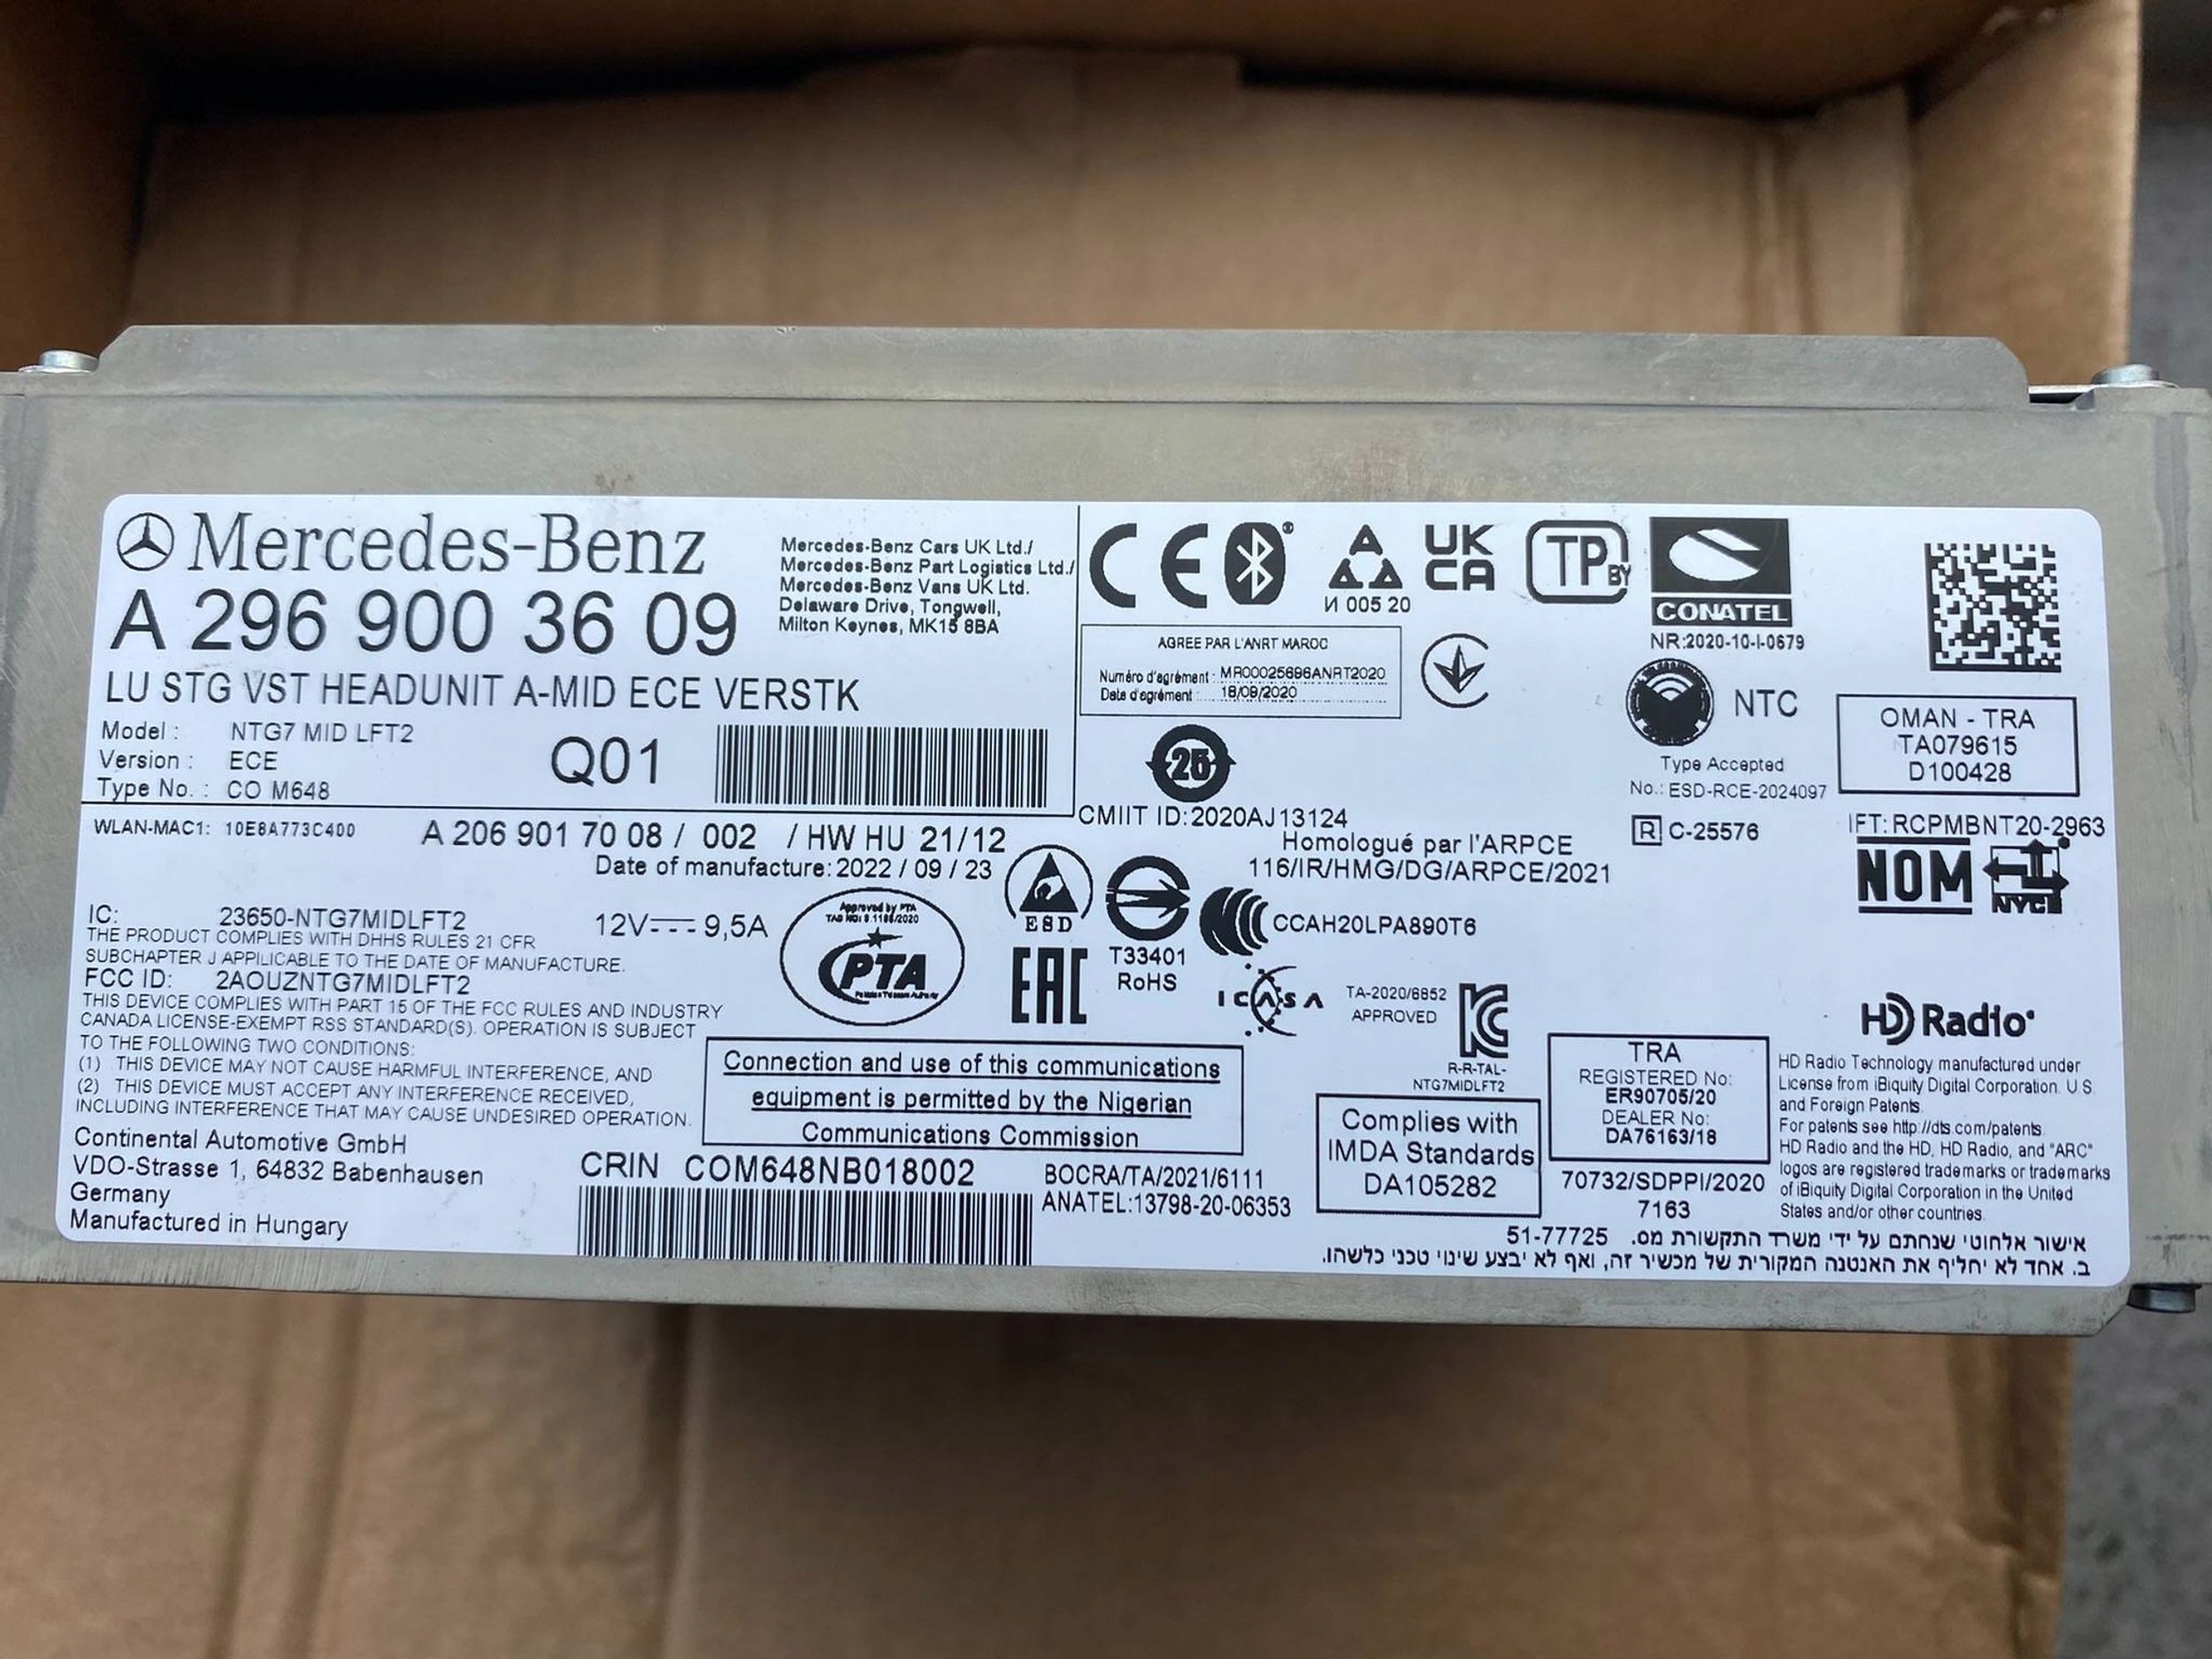 Mercedes-Benz
A 296 900 36 09
LU STG VST HEADUNIT A-MID ECE VERSTK
Model : NTG7 MID LFT2
Version : ECE
Type No. : CO M648
Q01
Mercedes-Benz Cars UK Ltd./
Mercedes-Benz Part Logistics Ltd./
Mercedes-Benz Vans UK Ltd.
Delaware Drive, Tongwell,
Milton Keynes, MK15 8BA
WLAN-MAC1: 10E8A773C400
A 206 901 70 08 / 002 / HW HU 21/12
Date of manufacture: 2022 / 09 / 23
IC: 23650-NTG7MIDLFT2
THE PRODUCT COMPLIES WITH DHHS RULES 21 CFR
SUBCHAPTER J APPLICABLE TO THE DATE OF MANUFACTURE.
FCC ID: 2AOUZNTG7MIDLFT2
THIS DEVICE COMPLIES WITH PART 15 OF THE FCC RULES AND INDUSTRY
CANADA LICENSE-EXEMPT RSS STANDARD(S). OPERATION IS SUBJECT
TO THE FOLLOWING TWO CONDITIONS:
(1) THIS DEVICE MAY NOT CAUSE HARMFUL INTERFERENCE, AND
(2) THIS DEVICE MUST ACCEPT ANY INTERFERENCE RECEIVED,
INCLUDING INTERFERENCE THAT MAY CAUSE UNDESIRED OPERATION.
Continental Automotive GmbH
VDO-Strasse 1, 64832 Babenhausen
Germany
Manufactured in Hungary
12V 9,5A
Approved by PTA
TAC NO: 9.1186/2020
PTA
ESD
EAC
T33401
RoHS
Connection and use of this communications
equipment is permitted by the Nigerian
Communications Commission
CRIN COM648NB018002
BOCRA/TA/2021/6111
ANATEL:13798-20-06353
CE
И 005 20
UK
CA
TP BY
CONATEL
NR:2020-10-I-0679
AGREE PAR L'ANRT MAROC
Numéro d'agrément : MR00025696ANRT2020
Date d'agrément : 18/09/2020
25
CMIIT ID:2020AJ13124
Homologué par l'ARPCE
116/IR/HMG/DG/ARPCE/2021
CCAH20LPA890T6
ICASA
TA-2020/6852
APPROVED
R-R-TAL-
NTG7MIDLFT2
NTC
Type Accepted
No.: ESD-RCE-2024097
R C-25576
OMAN - TRA
TA079615
D100428
IFT: RCPMBNT20-2963
NOM
NYCE
Complies with
IMDA Standards
DA105282
TRA
REGISTERED No:
ER90705/20
DEALER No:
DA76163/18
70732/SDPPI/2020
7163
HD Radio
HD Radio Technology manufactured under
License from iBiquity Digital Corporation. U.S.
and Foreign Patents.
For patents see http://dts.com/patents.
HD Radio and the HD, HD Radio, and "ARC"
logos are registered trademarks or trademarks
of iBiquity Digital Corporation in the United
States and/or other countries.
אישור אלחוטי שנחתם על ידי משרד התקשורת מס. 51-77725
ב. אחד לא יחליף את האנטנה המקורית של מכשיר זה, ואף לא יבצע שינוי טכני כלשהו.